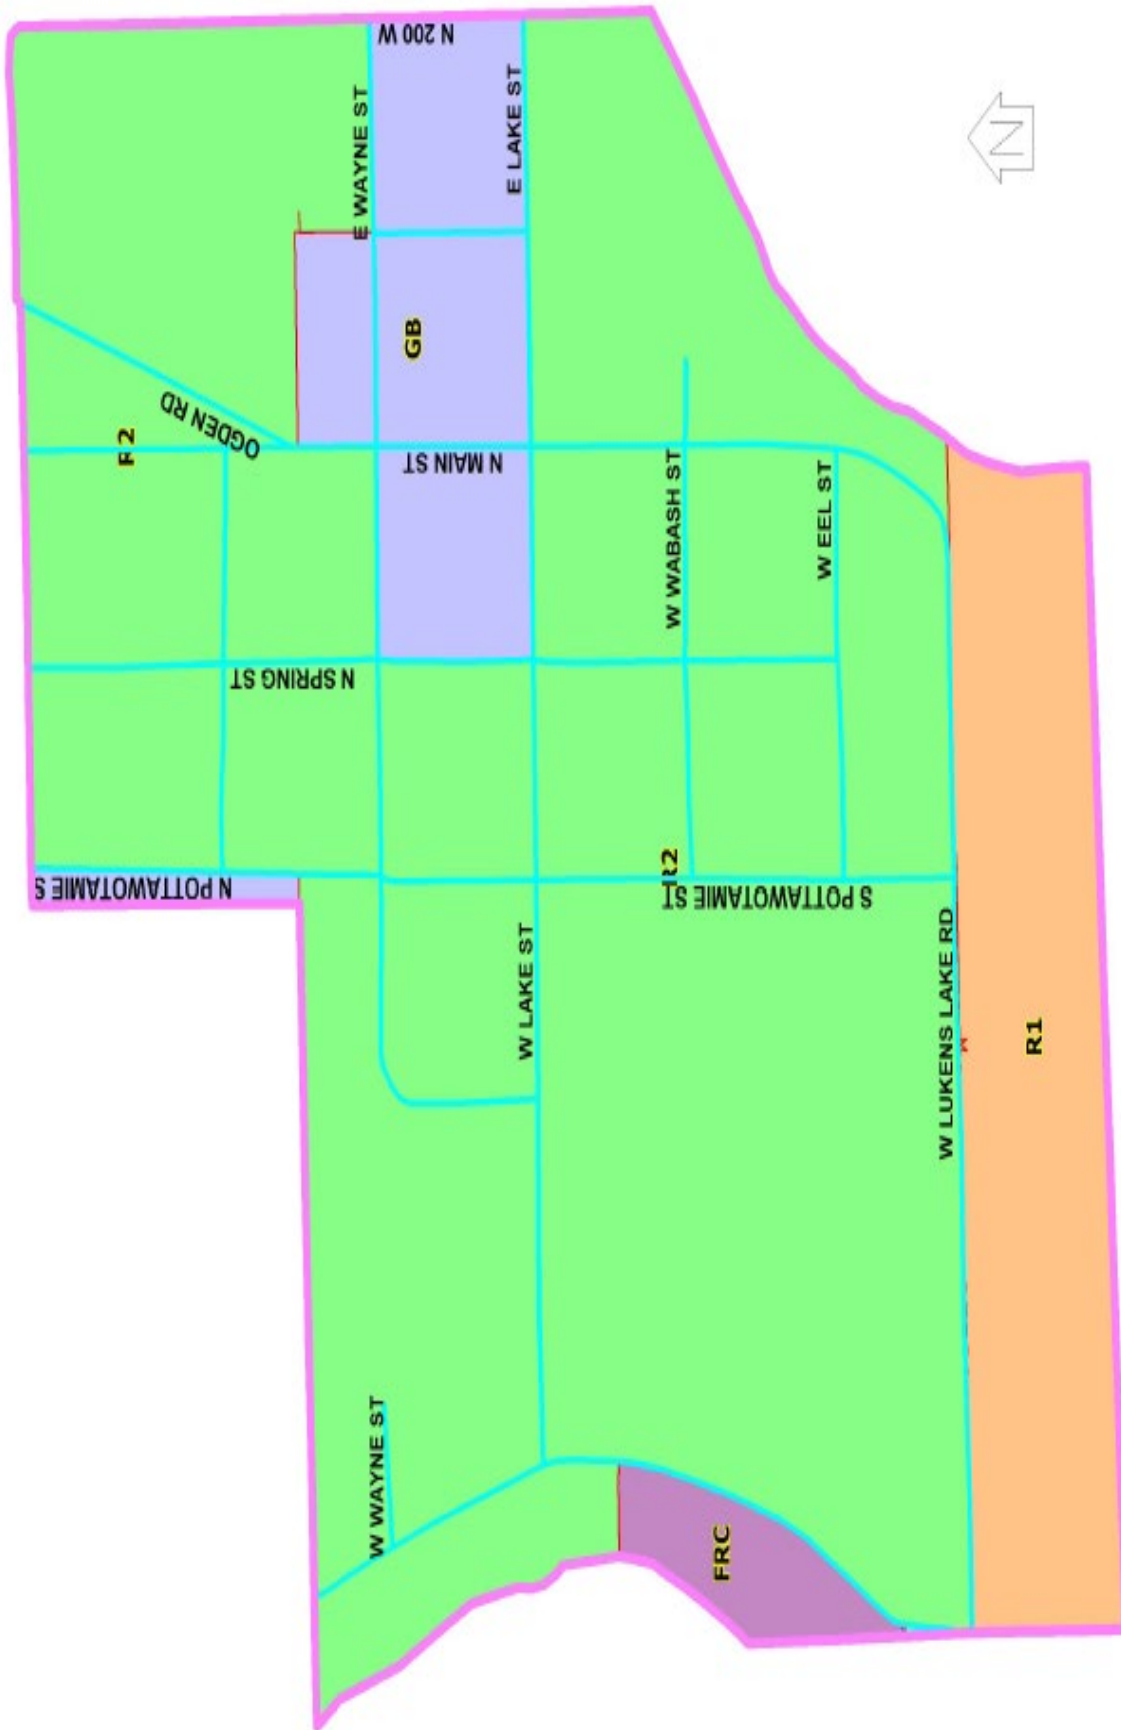 N 200 W
E WAYNE ST
E LAKE ST
N
GB
OGDEN RD
R2
N MAIN ST
W WABASH ST
W EEL ST
N SPRING ST
N POTTAWOTAMIE S
R2
S POTTAWOTAMIE ST
W LAKE ST
W LUKENS LAKE RD
R1
W WAYNE ST
FRC